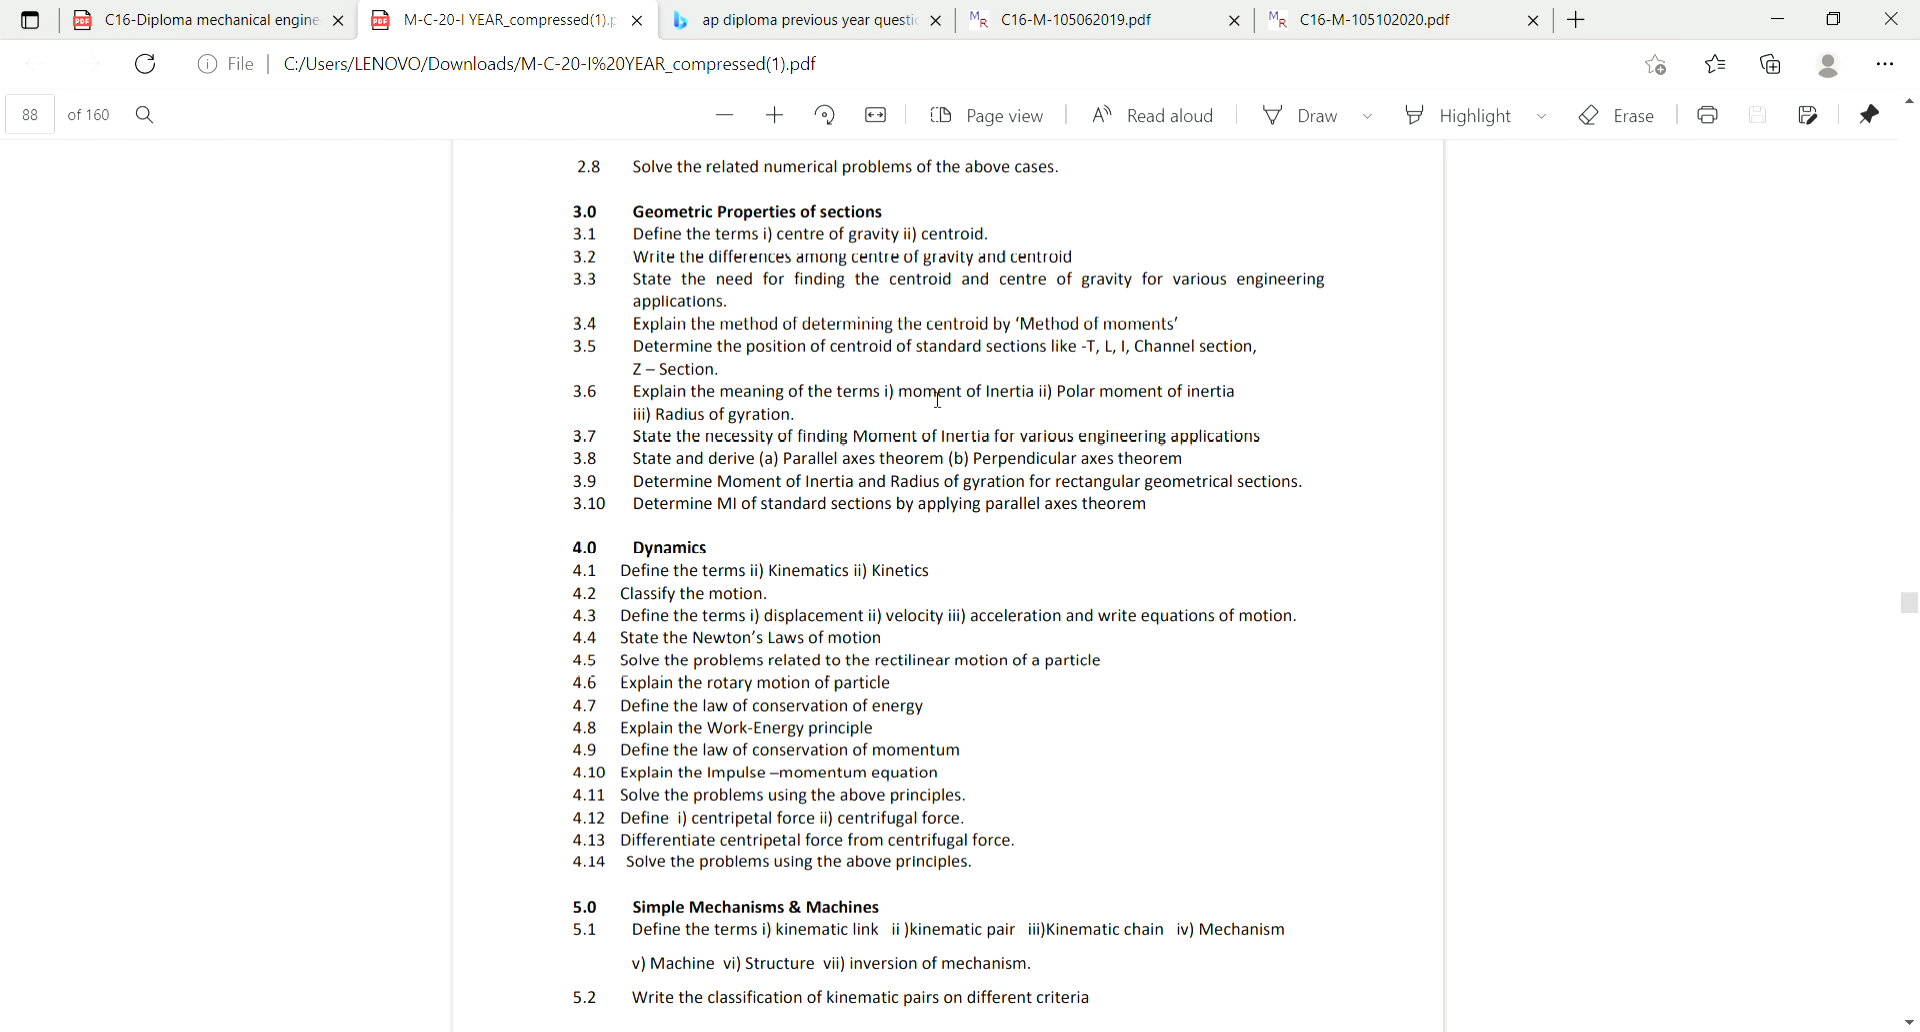 C16-Diploma mechanical engine
M-C-20-I YEAR_compressed(1).p
ap diploma previous year questic
C16-M-105062019.pdf
C16-M-105102020.pdf
File
C:/Users/LENOVO/Downloads/M-C-20-I%20YEAR_compressed(1).pdf
88 of 160
Page view
Read aloud
Draw
Highlight
Erase
2.8 Solve the related numerical problems of the above cases.
3.0 Geometric Properties of sections
3.1 Define the terms i) centre of gravity ii) centroid.
3.2 Write the differences among centre of gravity and centroid
3.3 State the need for finding the centroid and centre of gravity for various engineering
applications.
3.4 Explain the method of determining the centroid by ‘Method of moments’
3.5 Determine the position of centroid of standard sections like -T, L, I, Channel section,
Z – Section.
3.6 Explain the meaning of the terms i) moment of Inertia ii) Polar moment of inertia
iii) Radius of gyration.
3.7 State the necessity of finding Moment of Inertia for various engineering applications
3.8 State and derive (a) Parallel axes theorem (b) Perpendicular axes theorem
3.9 Determine Moment of Inertia and Radius of gyration for rectangular geometrical sections.
3.10 Determine MI of standard sections by applying parallel axes theorem
4.0 Dynamics
4.1 Define the terms ii) Kinematics ii) Kinetics
4.2 Classify the motion.
4.3 Define the terms i) displacement ii) velocity iii) acceleration and write equations of motion.
4.4 State the Newton’s Laws of motion
4.5 Solve the problems related to the rectilinear motion of a particle
4.6 Explain the rotary motion of particle
4.7 Define the law of conservation of energy
4.8 Explain the Work-Energy principle
4.9 Define the law of conservation of momentum
4.10 Explain the Impulse –momentum equation
4.11 Solve the problems using the above principles.
4.12 Define i) centripetal force ii) centrifugal force.
4.13 Differentiate centripetal force from centrifugal force.
4.14 Solve the problems using the above principles.
5.0 Simple Mechanisms & Machines
5.1 Define the terms i) kinematic link ii )kinematic pair iii)Kinematic chain iv) Mechanism
v) Machine vi) Structure vii) inversion of mechanism.
5.2 Write the classification of kinematic pairs on different criteria